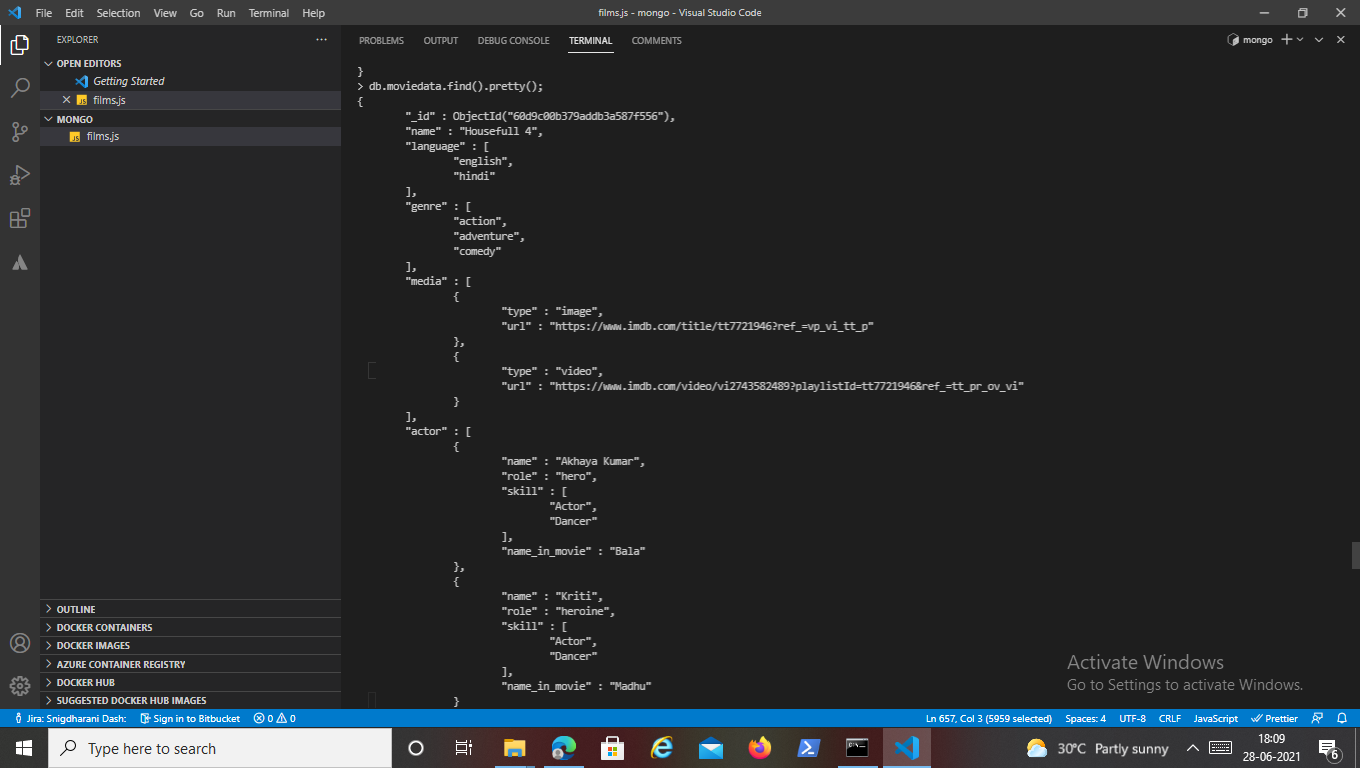 File Edit Selection View Go Run Terminal Help
films.js - mongo - Visual Studio Code
EXPLORER
OPEN EDITORS
Getting Started
films.js
MONGO
films.js
OUTLINE
DOCKER CONTAINERS
DOCKER IMAGES
AZURE CONTAINER REGISTRY
DOCKER HUB
SUGGESTED DOCKER HUB IMAGES
PROBLEMS OUTPUT DEBUG CONSOLE TERMINAL COMMENTS
mongo
}
> db.moviedata.find().pretty();
{
"_id" : ObjectId("60d9c00b379addb3a587f556"),
"name" : "Housefull 4",
"language" : [
"english",
"hindi"
],
"genre" : [
"action",
"adventure",
"comedy"
],
"media" : [
{
"type" : "image",
"url" : "https://www.imdb.com/title/tt7721946?ref_=vp_vi_tt_p"
},
{
"type" : "video",
"url" : "https://www.imdb.com/video/vi2743582489?playlistId=tt7721946&ref_=tt_pr_ov_vi"
}
],
"actor" : [
{
"name" : "Akhaya Kumar",
"role" : "hero",
"skill" : [
"Actor",
"Dancer"
],
"name_in_movie" : "Bala"
},
{
"name" : "Kriti",
"role" : "heroine",
"skill" : [
"Actor",
"Dancer"
],
"name_in_movie" : "Madhu"
}
Activate Windows
Go to Settings to activate Windows.
Jira: Snigdharani Dash: Sign in to Bitbucket 0 0
Ln 657, Col 3 (5959 selected) Spaces: 4 UTF-8 CRLF JavaScript Prettier
Type here to search
30°C Partly sunny
18:09
28-06-2021
6